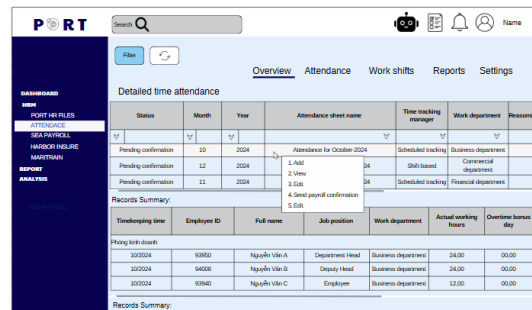 PORT
Search
Name
Filter
Overview Attendance Work shifts Reports Settings
DASHBOARD
HRM
PORT HR FILES
ATTENDACE
SEA PAYROLL
HARBOR INSURE
MARITRAIN
REPORT
ANALYSIS
SEA PAYROLL
Detailed time attendance
Status Month Year Attendance sheet name Time tracking manager Work department Reasons
Pending confirmation 10 2024 Attendance for October-2024 Scheduled tracking Business department
Pending confirmation 12 2024 24 Shift based Commercial department
Pending confirmation 11 2024 24 Scheduled tracking Financial department
1.Add
2.View
3.Edit
4.Send payroll confirmation
5.Edit
Records Summary:
Timekeeping time Employee ID Full name Job position Work department Actual working hours Overtime bonus day
Phòng kinh doanh
10/2024 93950 Nguyễn Văn A Department Head Business department 24,00 00,00
10/2024 94008 Nguyễn Văn B Deputy Head Business department 24,00 00,00
10/2024 93940 Nguyễn Văn C Employee Business department 12,00 00,00
Records Summary: